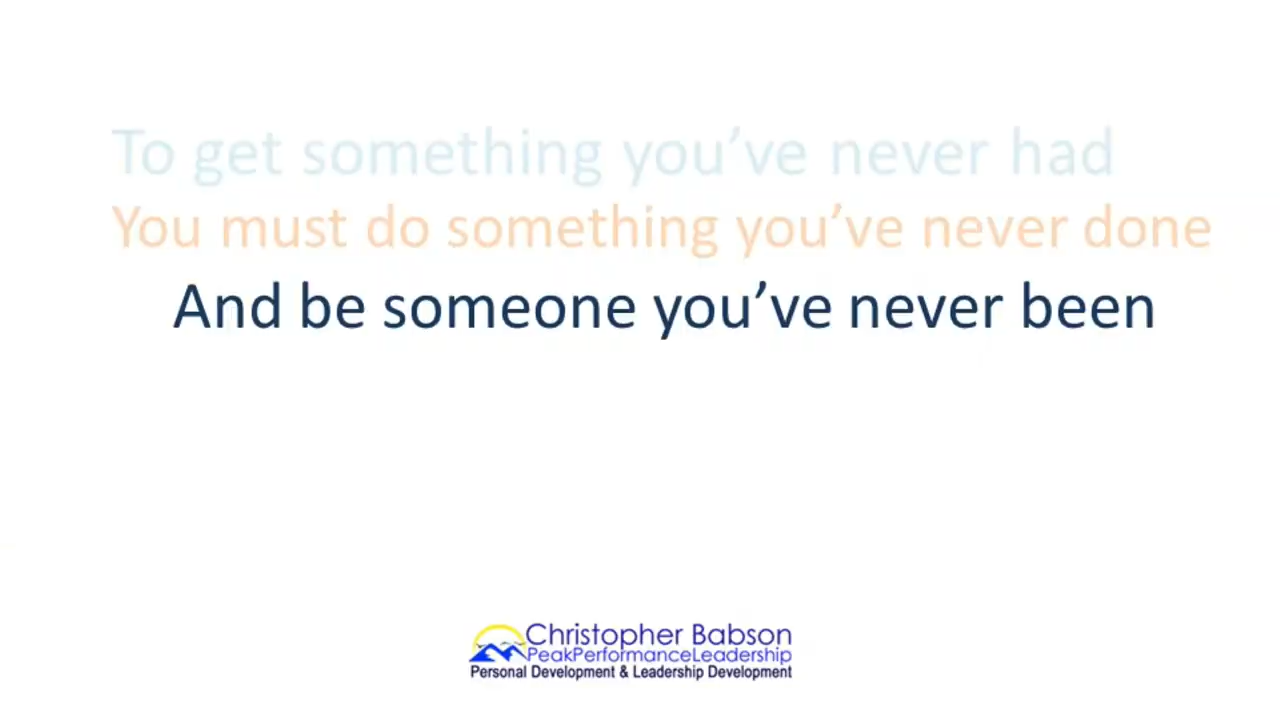 To get something you’ve never had
You must do something you’ve never done
And be someone you’ve never been
Christopher Babson
PeakPerformanceLeadership
Personal Development & Leadership Development